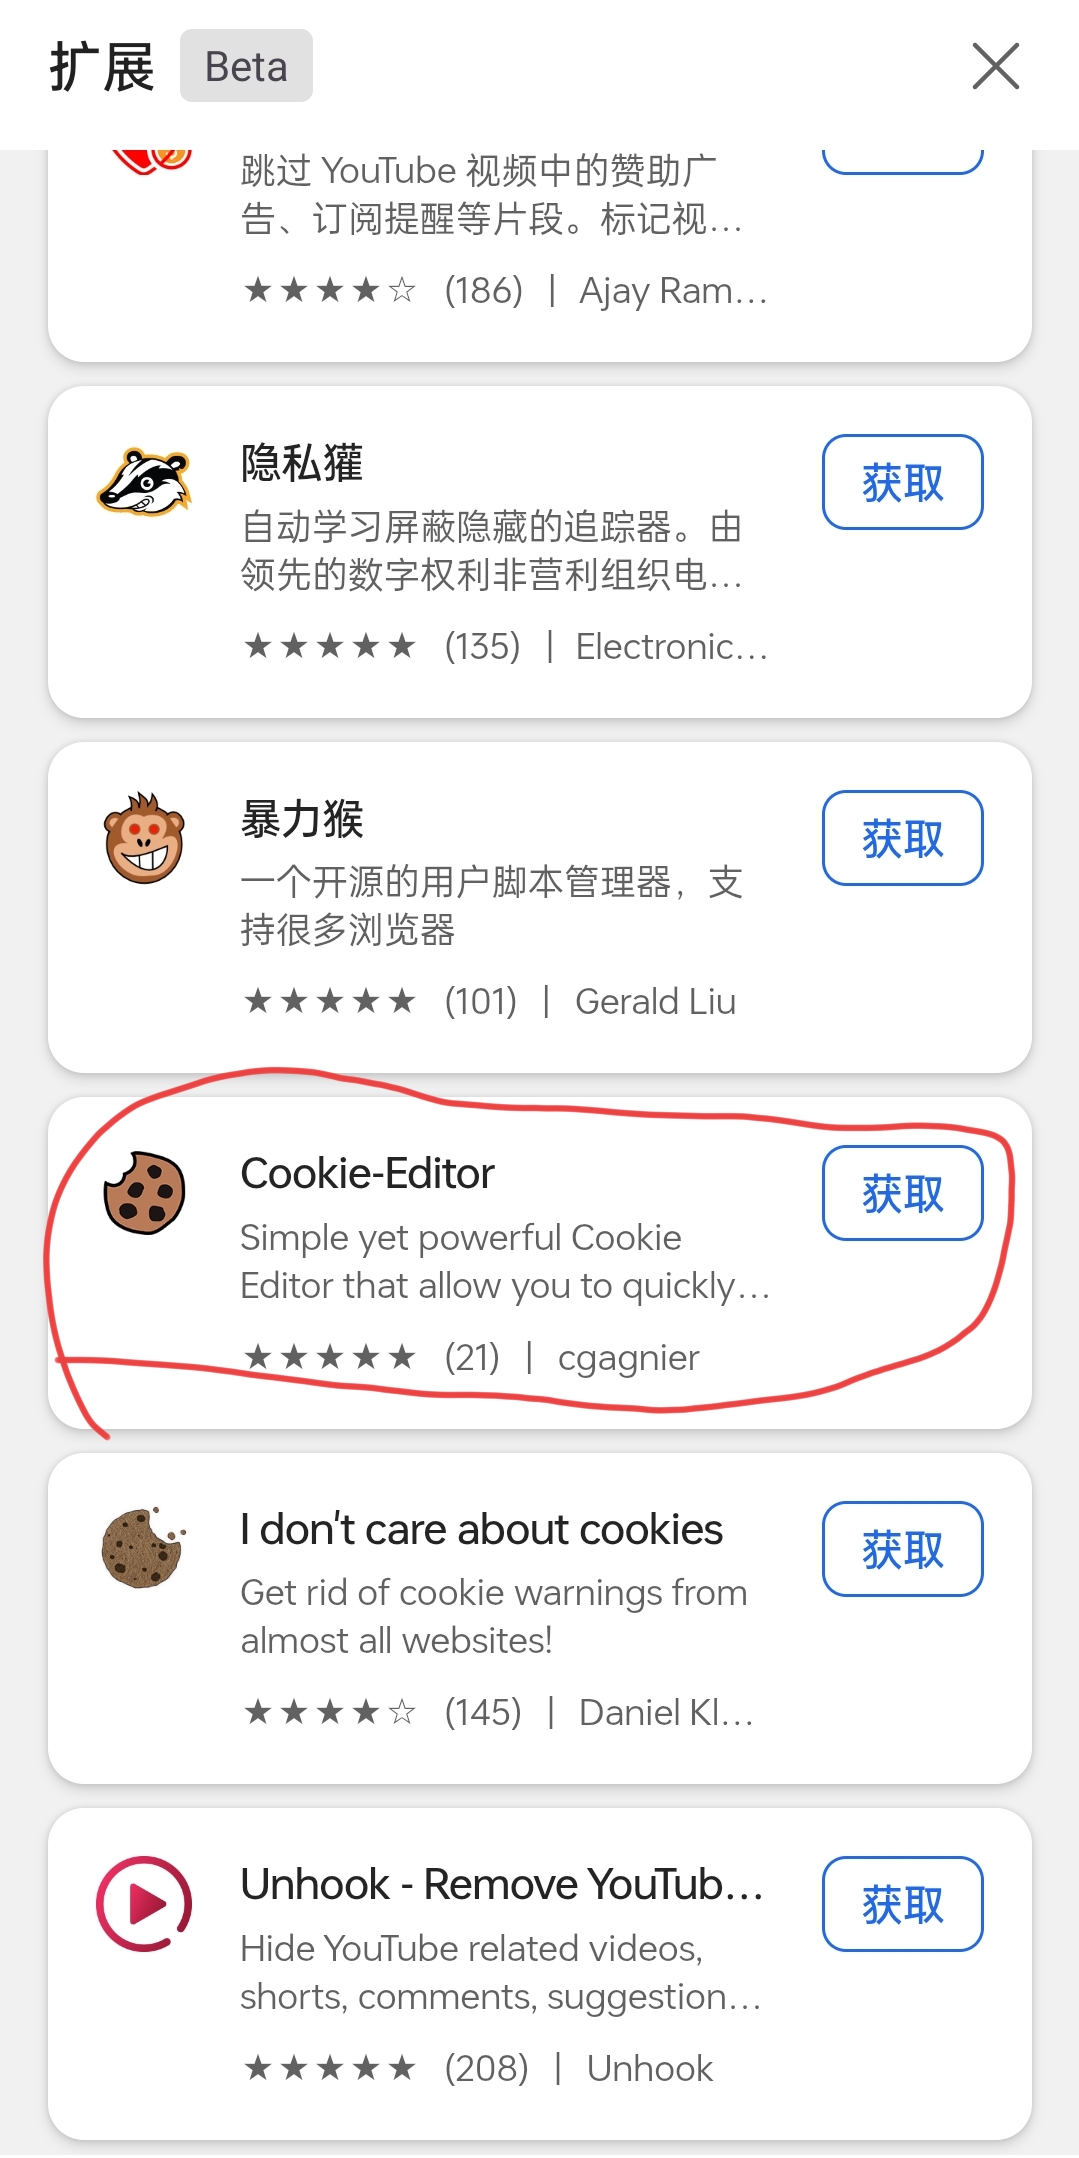 扩展 Beta
跳过 YouTube 视频中的赞助广
告、订阅提醒等片段。标记视...
★★★★☆ (186) | Ajay Ram...
隐私獾
获取
自动学习屏蔽隐藏的追踪器。由
领先的数字权利非营利组织电...
★★★★★ (135) | Electronic...
暴力猴
获取
一个开源的用户脚本管理器，支
持很多浏览器
★★★★★ (101) | Gerald Liu
Cookie-Editor
获取
Simple yet powerful Cookie
Editor that allow you to quickly...
★★★★★ (21) | cgagnier
I don't care about cookies
获取
Get rid of cookie warnings from
almost all websites!
★★★★☆ (145) | Daniel Kl...
Unhook - Remove YouTub...
获取
Hide YouTube related videos,
shorts, comments, suggestion...
★★★★★ (208) | Unhook